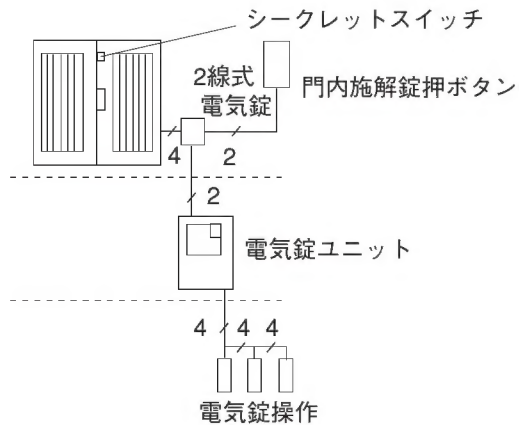 シークレットスイッチ
2線式
電気錠
門内施解錠押ボタン
4
2
2
電気錠ユニット
4 4 4
電気錠操作